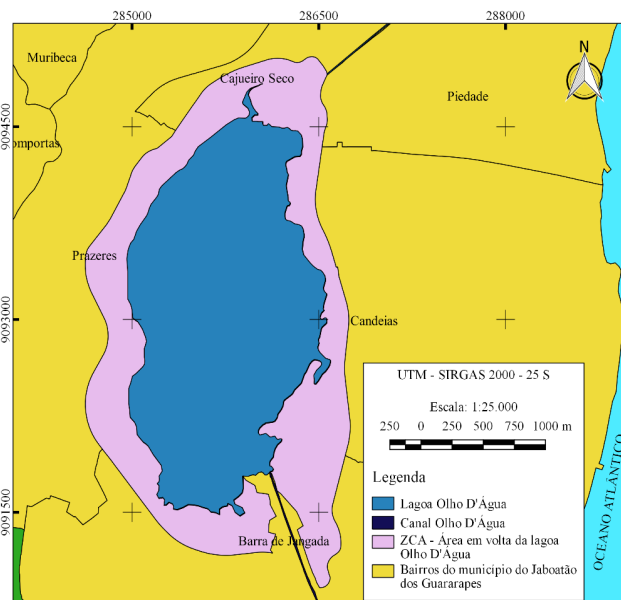 285000 286500 288000
N
Muribeca
Cajueiro Seco
Piedade
9094500
omportas
Prazeres
9093000
Candeias
UTM - SIRGAS 2000 - 25 S
Escala: 1:25.000
250 0 250 500 750 1000 m
Legenda
Lagoa Olho D'Água
Canal Olho D'Água
ZCA - Área em volta da lagoa
Olho D'Água
Bairros do municipio do Jaboatão
dos Guararapes
9091500
Barra de Jangada
OCEANO ATLÂNTICO